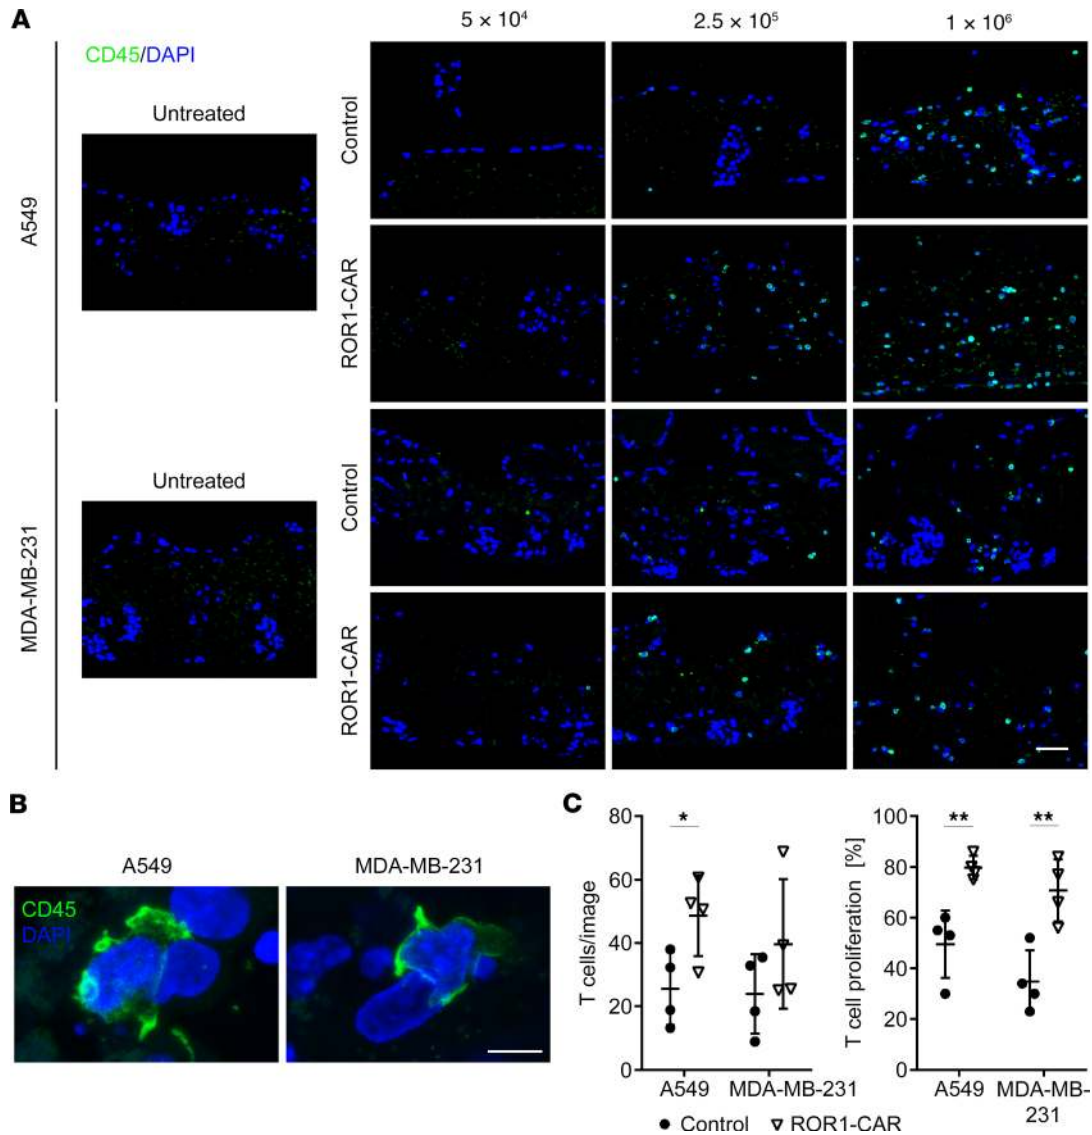 A
5 × 10⁴
2.5 × 10⁵
1 × 10⁶
CD45/DAPI
Untreated
Control
A549
ROR1-CAR
Untreated
Control
MDA-MB-231
ROR1-CAR
B
A549
MDA-MB-231
CD45
DAPI
C
80
60
40
20
0
T cells/image
*
A549
MDA-MB-231
100
80
60
40
20
0
T cell proliferation [%]
**
**
A549
MDA-MB-
231
● Control ▽ ROR1-CAR